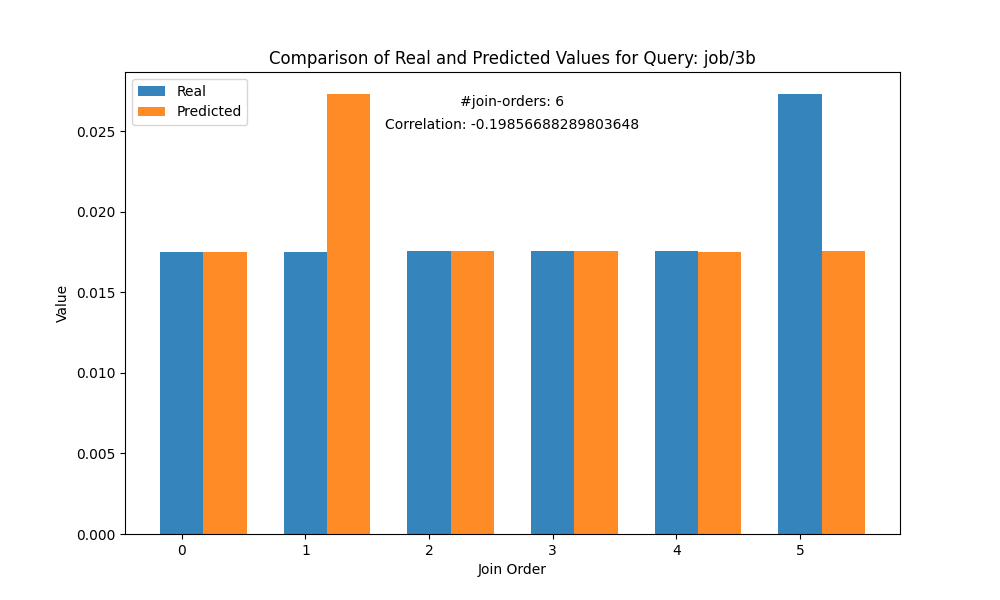 Comparison of Real and Predicted Values for Query: job/3b
Real
Predicted
#join-orders: 6
Correlation: -0.19856688289803648
0.025
0.020
0.015
0.010
0.005
0.000
Value
0 1 2 3 4 5
Join Order